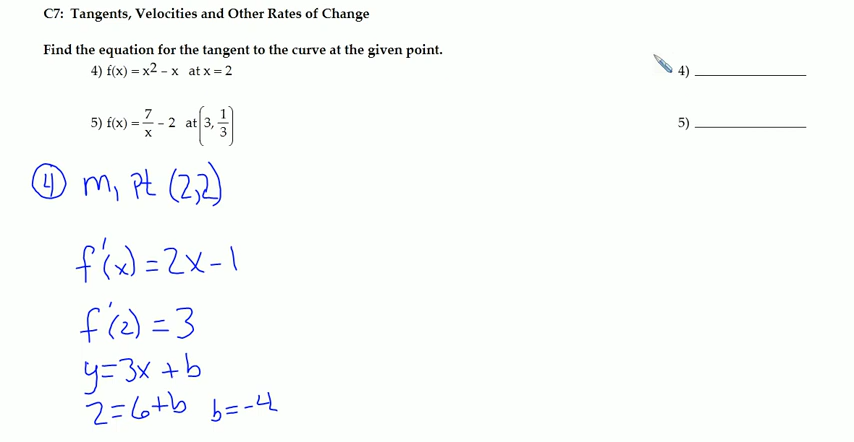 C7: Tangents, Velocities and Other Rates of Change
Find the equation for the tangent to the curve at the given point.
4) f(x) = x² – x at x = 2
4) __________
5) f(x) = 7/x – 2 at (3, 1/3)
5) __________
④ m, pt (2,2)
f'(x) = 2x - 1
f'(2) = 3
y = 3x + b
2 = 6 + b b = -4